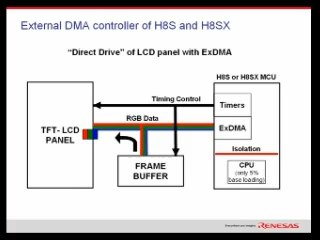 External DMA controller of H8S and H8SX
“Direct Drive” of LCD panel with ExDMA
H8S or H8SX MCU
Timing Control
Timers
RGB Data
ExDMA
TFT- LCD
PANEL
Isolation
FRAME
BUFFER
CPU
(only 5%
base loading)
RENESAS